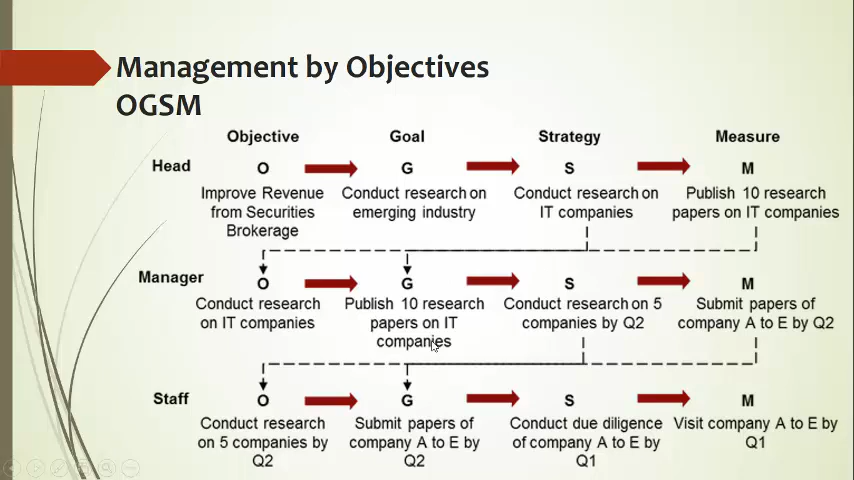 Management by Objectives
OGSM
Objective Goal Strategy Measure
Head O G S M
Improve Revenue
from Securities
Brokerage
Conduct research on
emerging industry
Conduct research on
IT companies
Publish 10 research
papers on IT companies
Manager O G S M
Conduct research
on IT companies
Publish 10 research
papers on IT
companies
Conduct research on 5
companies by Q2
Submit papers of
company A to E by Q2
Staff O G S M
Conduct research
on 5 companies by
Q2
Submit papers of
company A to E by
Q2
Conduct due diligence
of company A to E by
Q1
Visit company A to E by
Q1